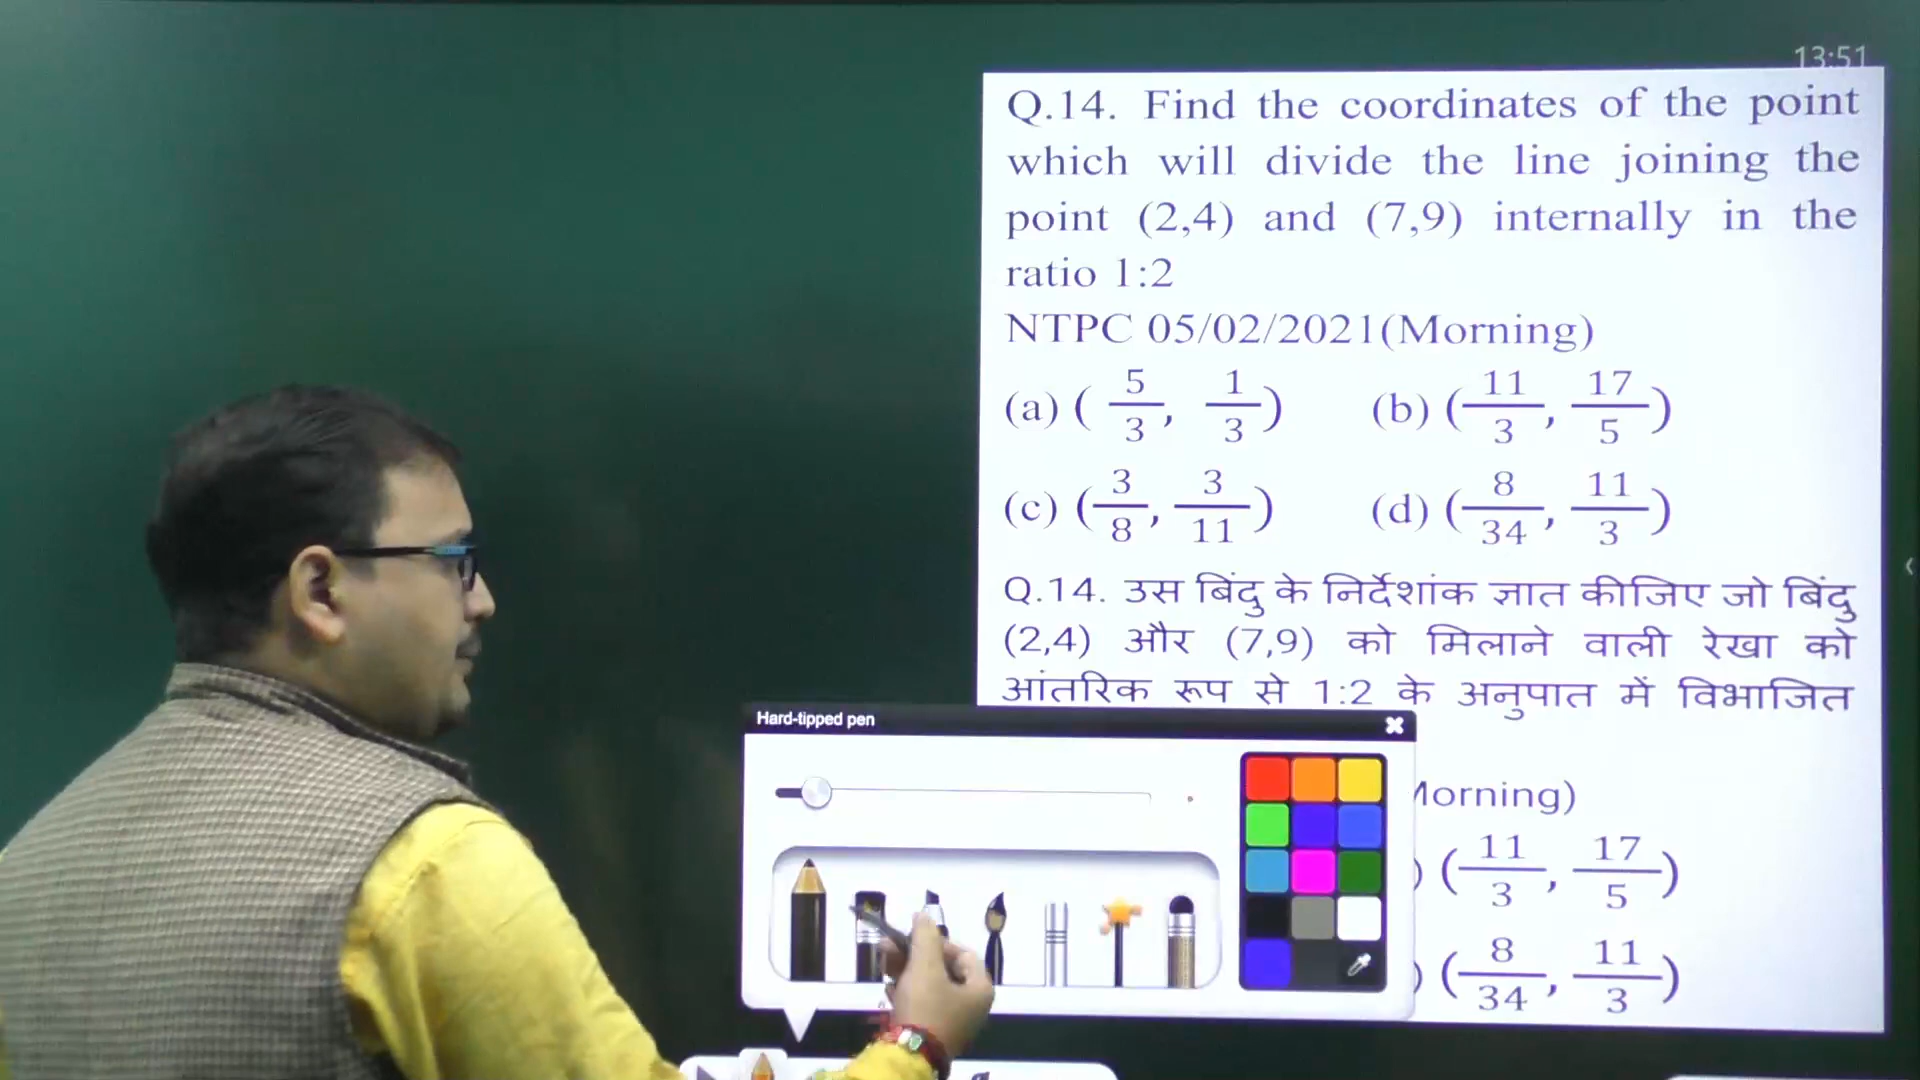 13:51
Q.14. Find the coordinates of the point
which will divide the line joining the
point (2,4) and (7,9) internally in the
ratio 1:2
NTPC 05/02/2021(Morning)
(a) ( 5/3, 1/3 ) (b) ( 11/3, 17/5 )
(c) ( 3/8, 3/11 ) (d) ( 8/34, 11/3 )
Q.14. उस बिंदु के निर्देशांक ज्ञात कीजिए जो बिंदु
(2,4) और (7,9) को मिलाने वाली रेखा को
आंतरिक रूप से 1:2 के अनुपात में विभाजित
Hard-tipped pen
Morning)
) ( 11/3, 17/5 )
) ( 8/34, 11/3 )